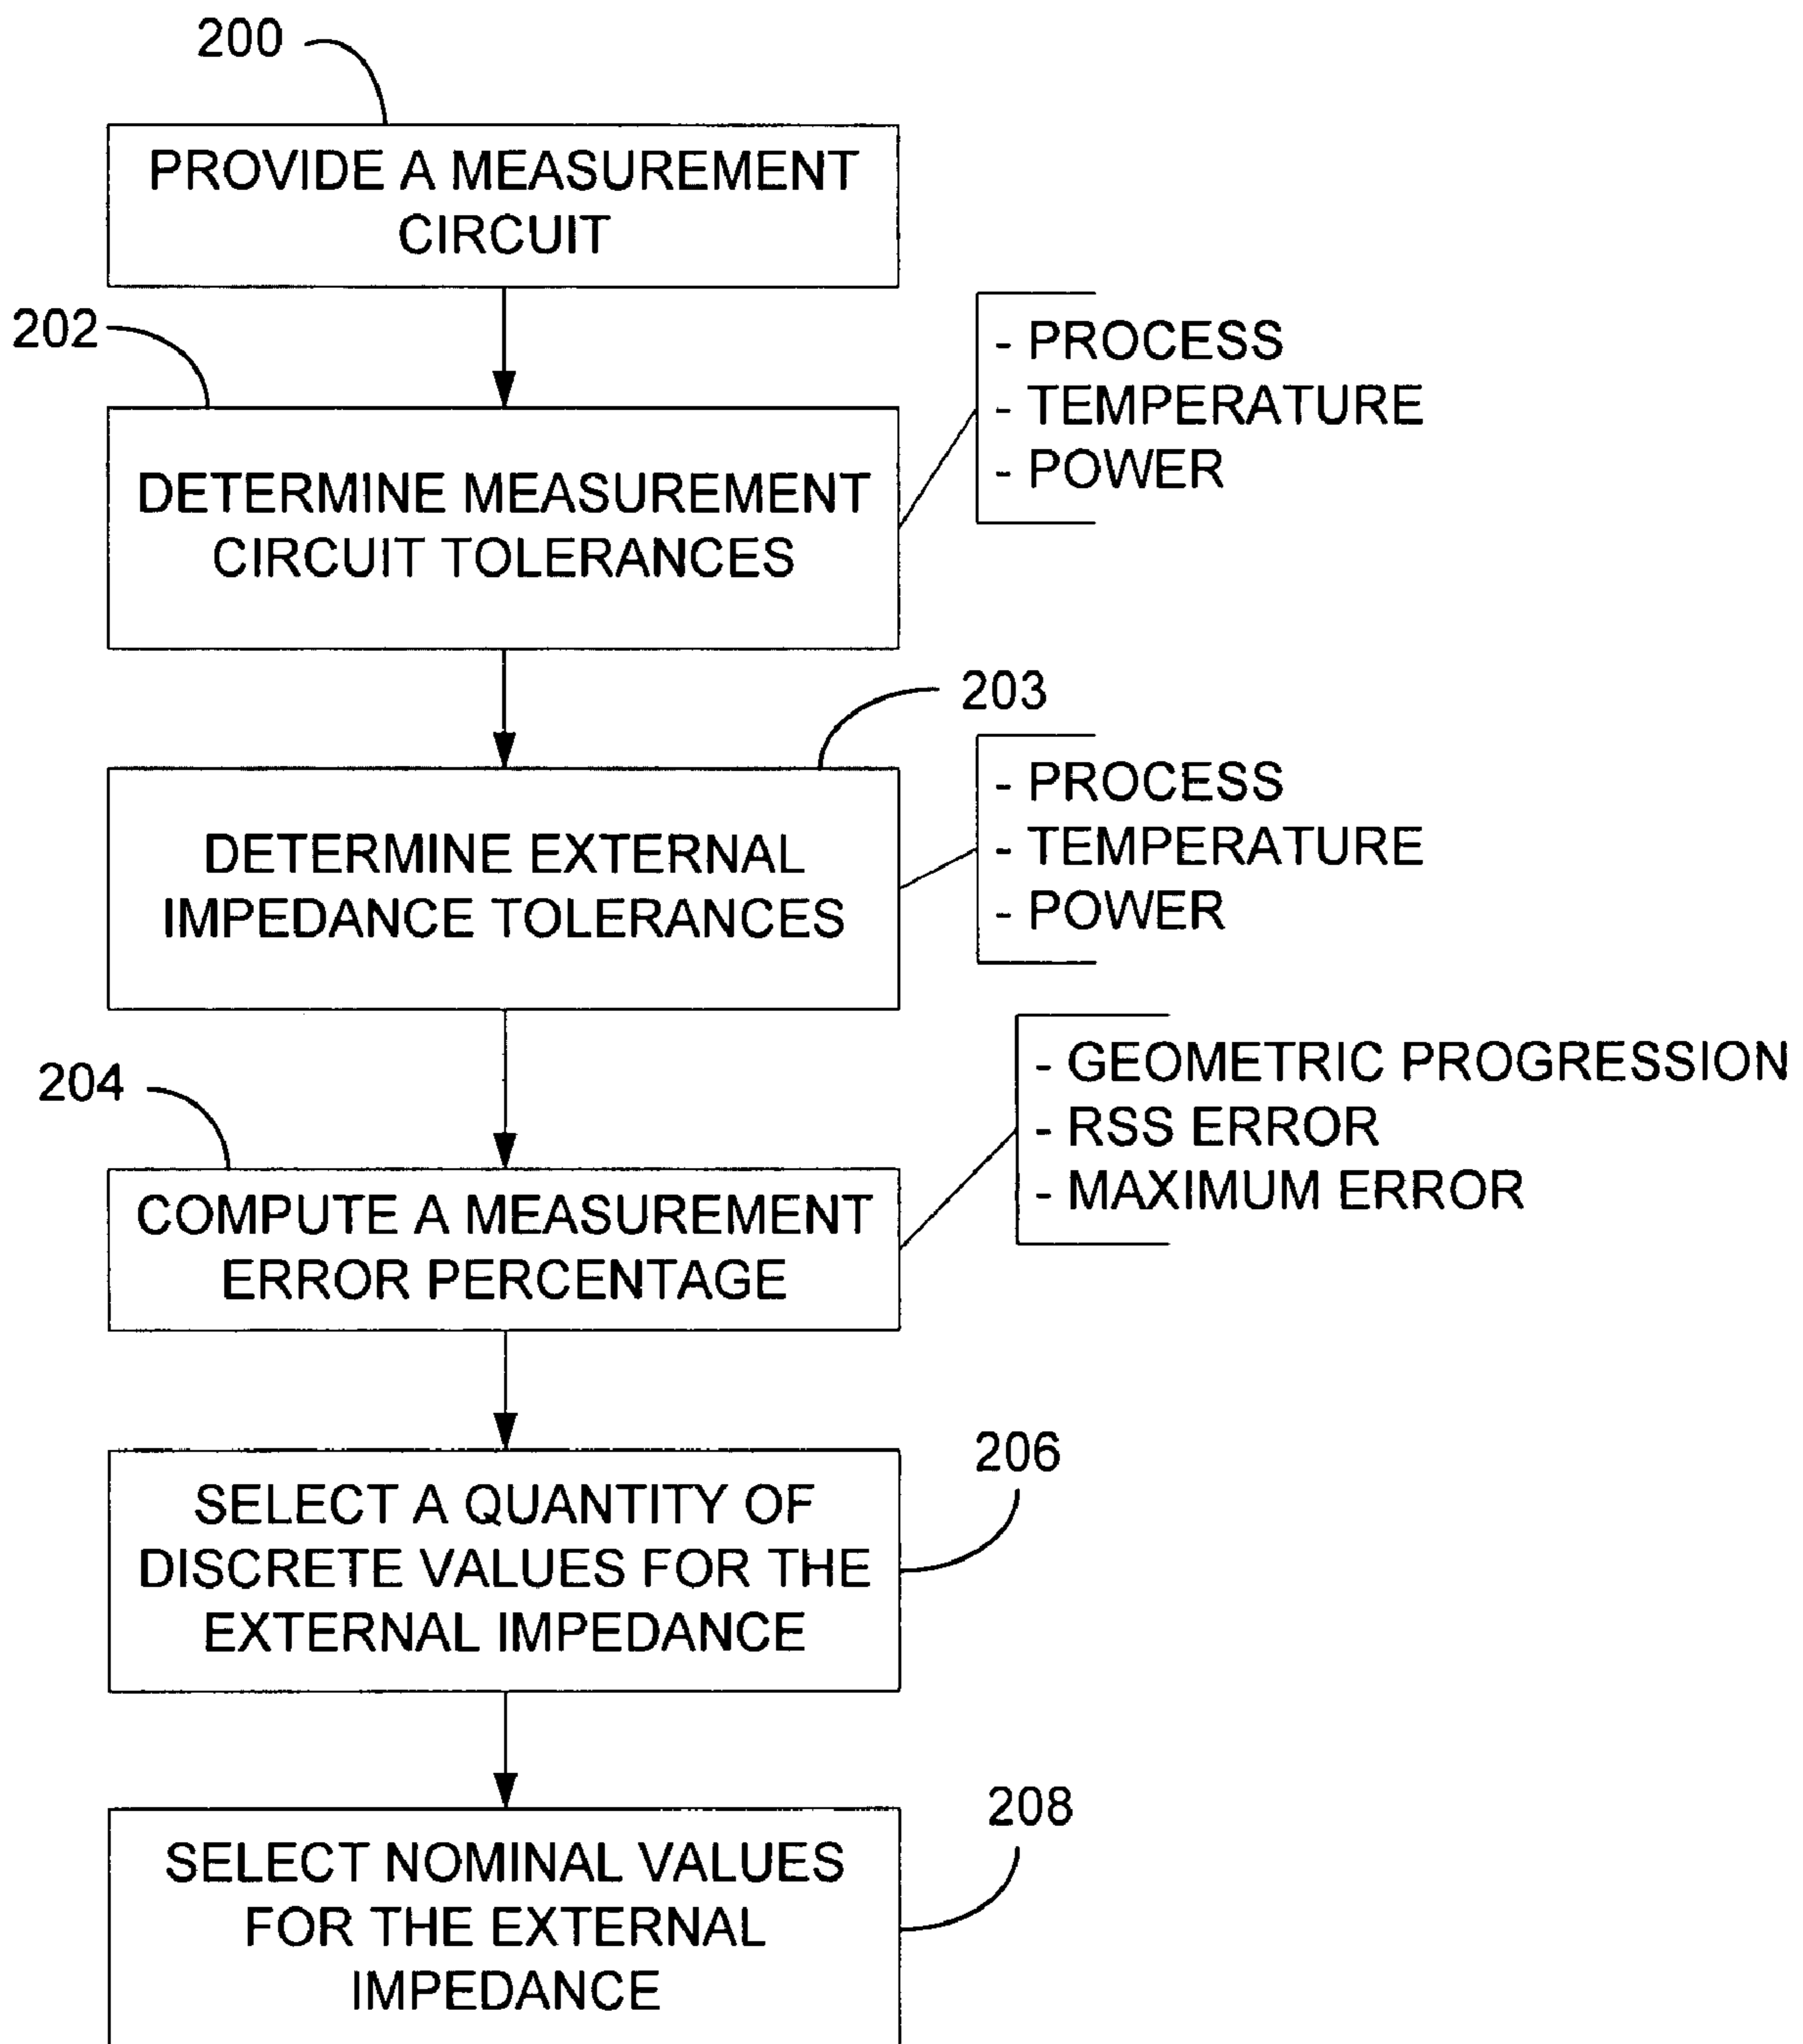 200
PROVIDE A MEASUREMENT
CIRCUIT
202
- PROCESS
- TEMPERATURE
- POWER
DETERMINE MEASUREMENT
CIRCUIT TOLERANCES
203
- PROCESS
- TEMPERATURE
- POWER
DETERMINE EXTERNAL
IMPEDANCE TOLERANCES
204
- GEOMETRIC PROGRESSION
- RSS ERROR
- MAXIMUM ERROR
COMPUTE A MEASUREMENT
ERROR PERCENTAGE
206
SELECT A QUANTITY OF
DISCRETE VALUES FOR THE
EXTERNAL IMPEDANCE
208
SELECT NOMINAL VALUES
FOR THE EXTERNAL
IMPEDANCE